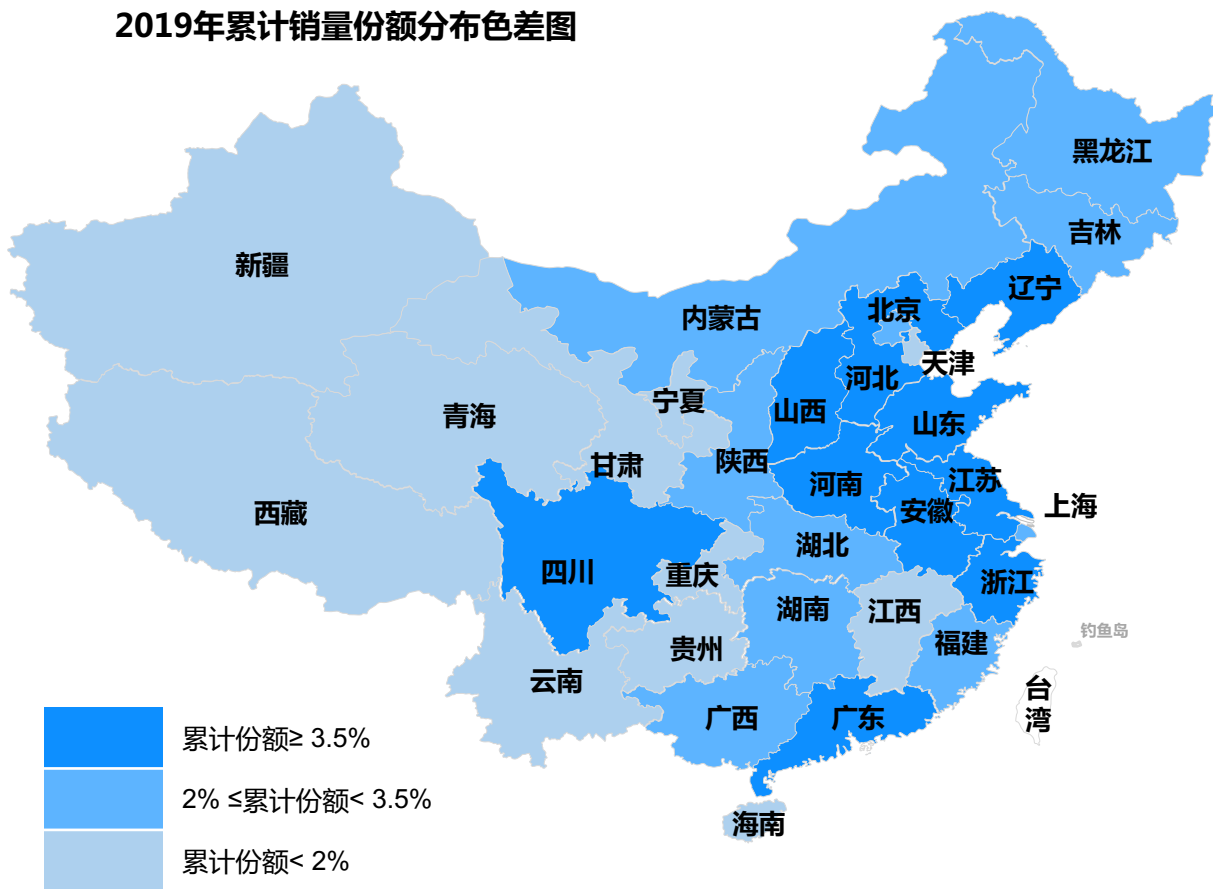 2019年累计销量份额分布色差图
黑龙江
吉林
新疆
辽宁
北京
内蒙古
天津
河北
宁夏
山西
青海
山东
陕西
甘肃
河南
江苏
西藏
安徽
上海
湖北
四川
重庆
浙江
湖南
江西
钓鱼岛
福建
贵州
云南
台
湾
广西
广东
累计份额≥ 3.5%
2% ≤累计份额< 3.5%
海南
累计份额< 2%